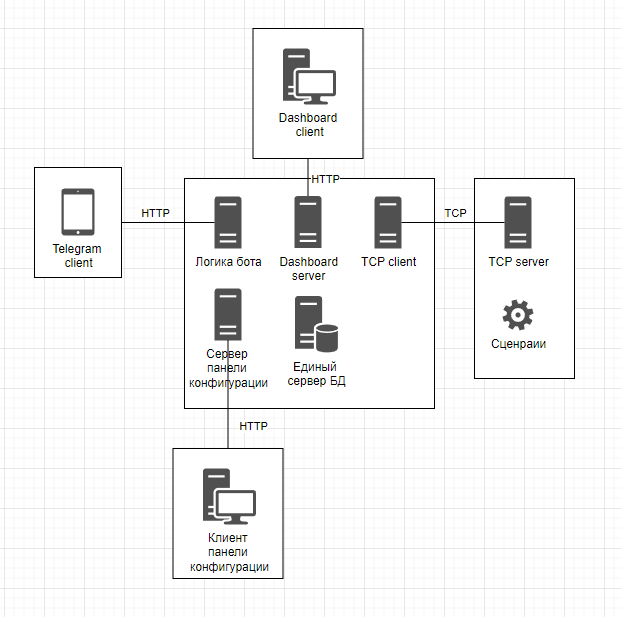 Dashboard
client
HTTP
Telegram
client
HTTP
Логика бота
Dashboard
server
TCP client
TCP
TCP server
Сервер
панели
конфигурации
Единый
сервер БД
Сценраии
HTTP
Клиент
панели
конфигурации